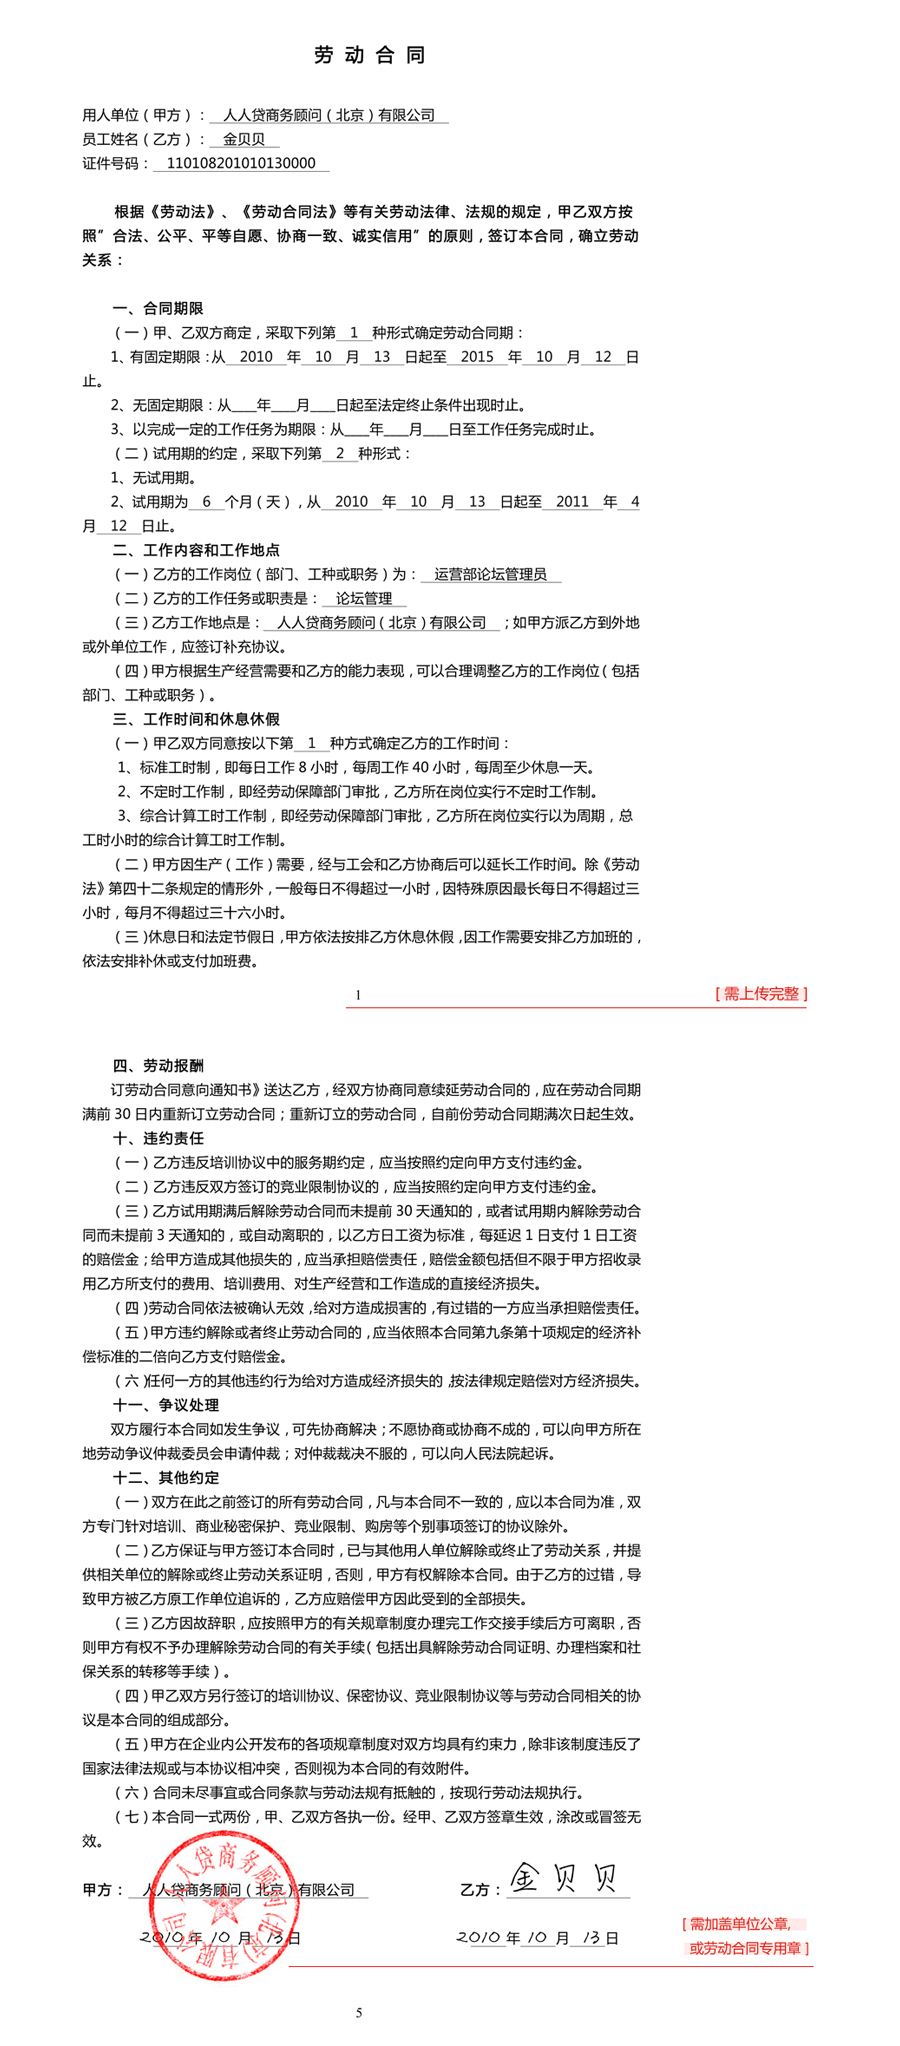 劳 动 合 同
用人单位（甲方）： 人人贷商务顾问（北京）有限公司
员工姓名（乙方）： 金贝贝
证件号码： 110108201010130000
根据《劳动法》、《劳动合同法》等有关劳动法律、法规的规定，甲乙双方按
照”合法、公平、平等自愿、协商一致、诚实信用”的原则，签订本合同，确立劳动
关系：
一、合同期限
（一）甲、乙双方商定，采取下列第 1 种形式确定劳动合同期：
1、有固定期限：从 2010 年 10 月 13 日起至 2015 年 10 月 12 日
止。
2、无固定期限：从___年___月___日起至法定终止条件出现时止。
3、以完成一定的工作任务为期限：从___年___月___日至工作任务完成时止。
（二）试用期的约定，采取下列第 2 种形式：
1、无试用期。
2、试用期为 6 个月（天），从 2010 年 10 月 13 日起至 2011 年 4
月 12 日止。
二、工作内容和工作地点
（一）乙方的工作岗位（部门、工种或职务）为： 运营部论坛管理员
（二）乙方的工作任务或职责是： 论坛管理
（三）乙方工作地点是： 人人贷商务顾问（北京）有限公司 ；如甲方派乙方到外地
或外单位工作，应签订补充协议。
（四）甲方根据生产经营需要和乙方的能力表现，可以合理调整乙方的工作岗位（包括
部门、工种或职务）。
三、工作时间和休息休假
（一）甲乙双方同意按以下第 1 种方式确定乙方的工作时间：
1、标准工时制，即每日工作 8 小时，每周工作 40 小时，每周至少休息一天。
2、不定时工作制，即经劳动保障部门审批，乙方所在岗位实行不定时工作制。
3、综合计算工时工作制，即经劳动保障部门审批，乙方所在岗位实行以为周期，总
工时小时的综合计算工时工作制。
（二）甲方因生产（工作）需要，经与工会和乙方协商后可以延长工作时间。除《劳动
法》第四十二条规定的情形外，一般每日不得超过一小时，因特殊原因最长每日不得超过三
小时，每月不得超过三十六小时。
（三）休息日和法定节假日，甲方依法按排乙方休息休假，因工作需要安排乙方加班的，
依法安排补休或支付加班费。
1
[ 需上传完整 ]
四、劳动报酬
订劳动合同意向通知书》送达乙方，经双方协商同意续延劳动合同的，应在劳动合同期
满前 30 日内重新订立劳动合同；重新订立的劳动合同，自前份劳动合同期满次日起生效。
十、违约责任
（一）乙方违反培训协议中的服务期约定，应当按照约定向甲方支付违约金。
（二）乙方违反双方签订的竞业限制协议的，应当按照约定向甲方支付违约金。
（三）乙方试用期满后解除劳动合同而未提前 30 天通知的，或者试用期内解除劳动合
同而未提前 3 天通知的，或自动离职的，以乙方日工资为标准，每延迟 1 日支付 1 日工资
的赔偿金；给甲方造成其他损失的，应当承担赔偿责任，赔偿金额包括但不限于甲方招收录
用乙方所支付的费用、培训费用、对生产经营和工作造成的直接经济损失。
（四）劳动合同依法被确认无效，给对方造成损害的，有过错的一方应当承担赔偿责任。
（五）甲方违约解除或者终止劳动合同的，应当依照本合同第九条第十项规定的经济补
偿标准的二倍向乙方支付赔偿金。
（六）任何一方的其他违约行为给对方造成经济损失的，按法律规定赔偿对方经济损失。
十一、争议处理
双方履行本合同如发生争议，可先协商解决；不愿协商或协商不成的，可以向甲方所在
地劳动争议仲裁委员会申请仲裁；对仲裁裁决不服的，可以向人民法院起诉。
十二、其他约定
（一）双方在此之前签订的所有劳动合同，凡与本合同不一致的，应以本合同为准，双
方专门针对培训、商业秘密保护、竞业限制、购房等个别事项签订的协议除外。
（二）乙方保证与甲方签订本合同时，已与其他用人单位解除或终止了劳动关系，并提
供相关单位的解除或终止劳动关系证明，否则，甲方有权解除本合同。由于乙方的过错，导
致甲方被乙方原工作单位追诉的，乙方应赔偿甲方因此受到的全部损失。
（三）乙方因故辞职，应按照甲方的有关规章制度办理完工作交接手续后方可离职，否
则甲方有权不予办理解除劳动合同的有关手续（包括出具解除劳动合同证明、办理档案和社
保关系的转移等手续）。
（四）甲乙双方另行签订的培训协议、保密协议、竞业限制协议等与劳动合同相关的协
议是本合同的组成部分。
（五）甲方在企业内公开发布的各项规章制度对双方均具有约束力，除非该制度违反了
国家法律法规或与本协议相冲突，否则视为本合同的有效附件。
（六）合同未尽事宜或合同条款与劳动法规有抵触的，按现行劳动法规执行。
（七）本合同一式两份，甲、乙双方各执一份。经甲、乙双方签章生效，涂改或冒签无
效。
人人贷商务顾问(北京)有限公司
甲方： 人人贷商务顾问（北京）有限公司 乙方： 金贝贝
2010 年 10 月 13 日 2010 年 10 月 13 日
[ 需加盖单位公章,
或劳动合同专用章 ]
5